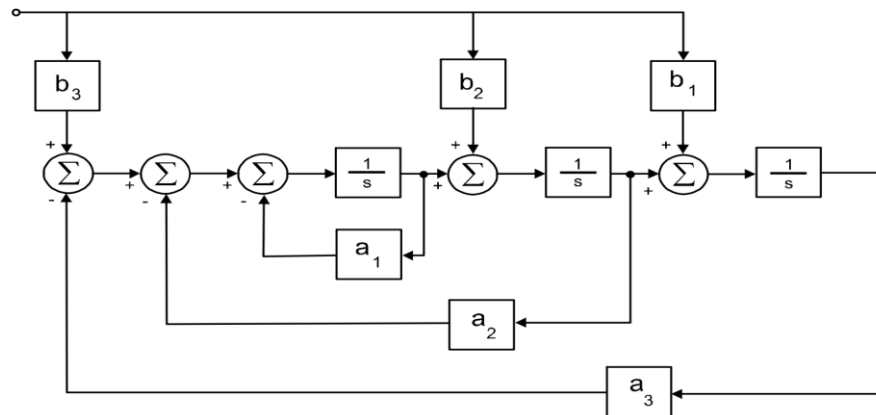 b₃
b₂
b₁
+ + +
Σ + Σ + Σ 1/s + Σ 1/s + Σ 1/s
- - -
a₁
a₂
a₃